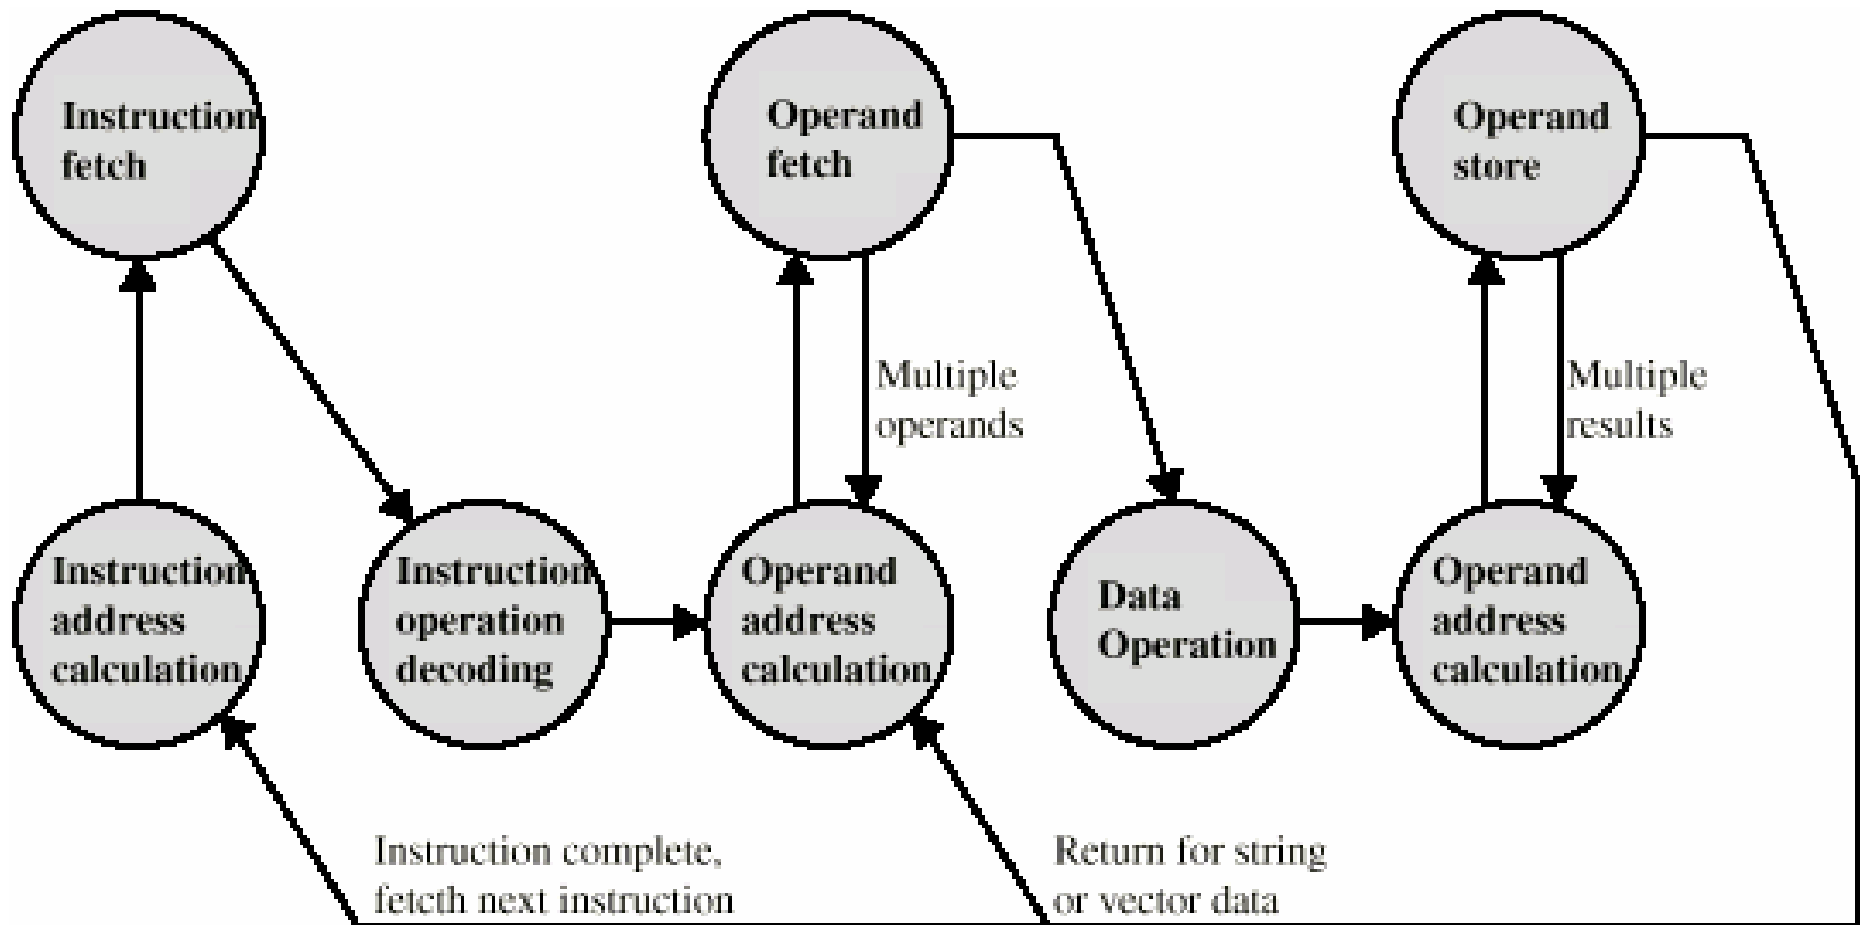 Instruction
fetch
Operand
fetch
Operand
store
Multiple
operands
Multiple
results
Instruction
address
calculation
Instruction
operation
decoding
Operand
address
calculation
Data
Operation
Operand
address
calculation
Instruction complete,
fetcth next instruction
Return for string
or vector data